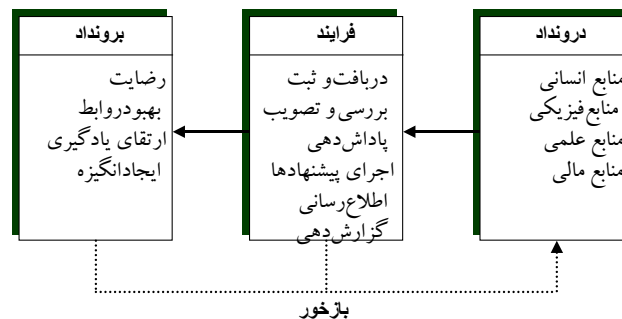 درونداد
منابع انسانی
منابع فیزیکی
منابع علمی
منابع مالی
فرایند
دریافت و ثبت
بررسی و تصویب
پاداش‌دهی
اجرای پیشنهادها
اطلاع‌رسانی
گزارش‌دهی
برونداد
رضایت
بهبودروابط
ارتقای یادگیری
ایجادانگیزه
بازخور